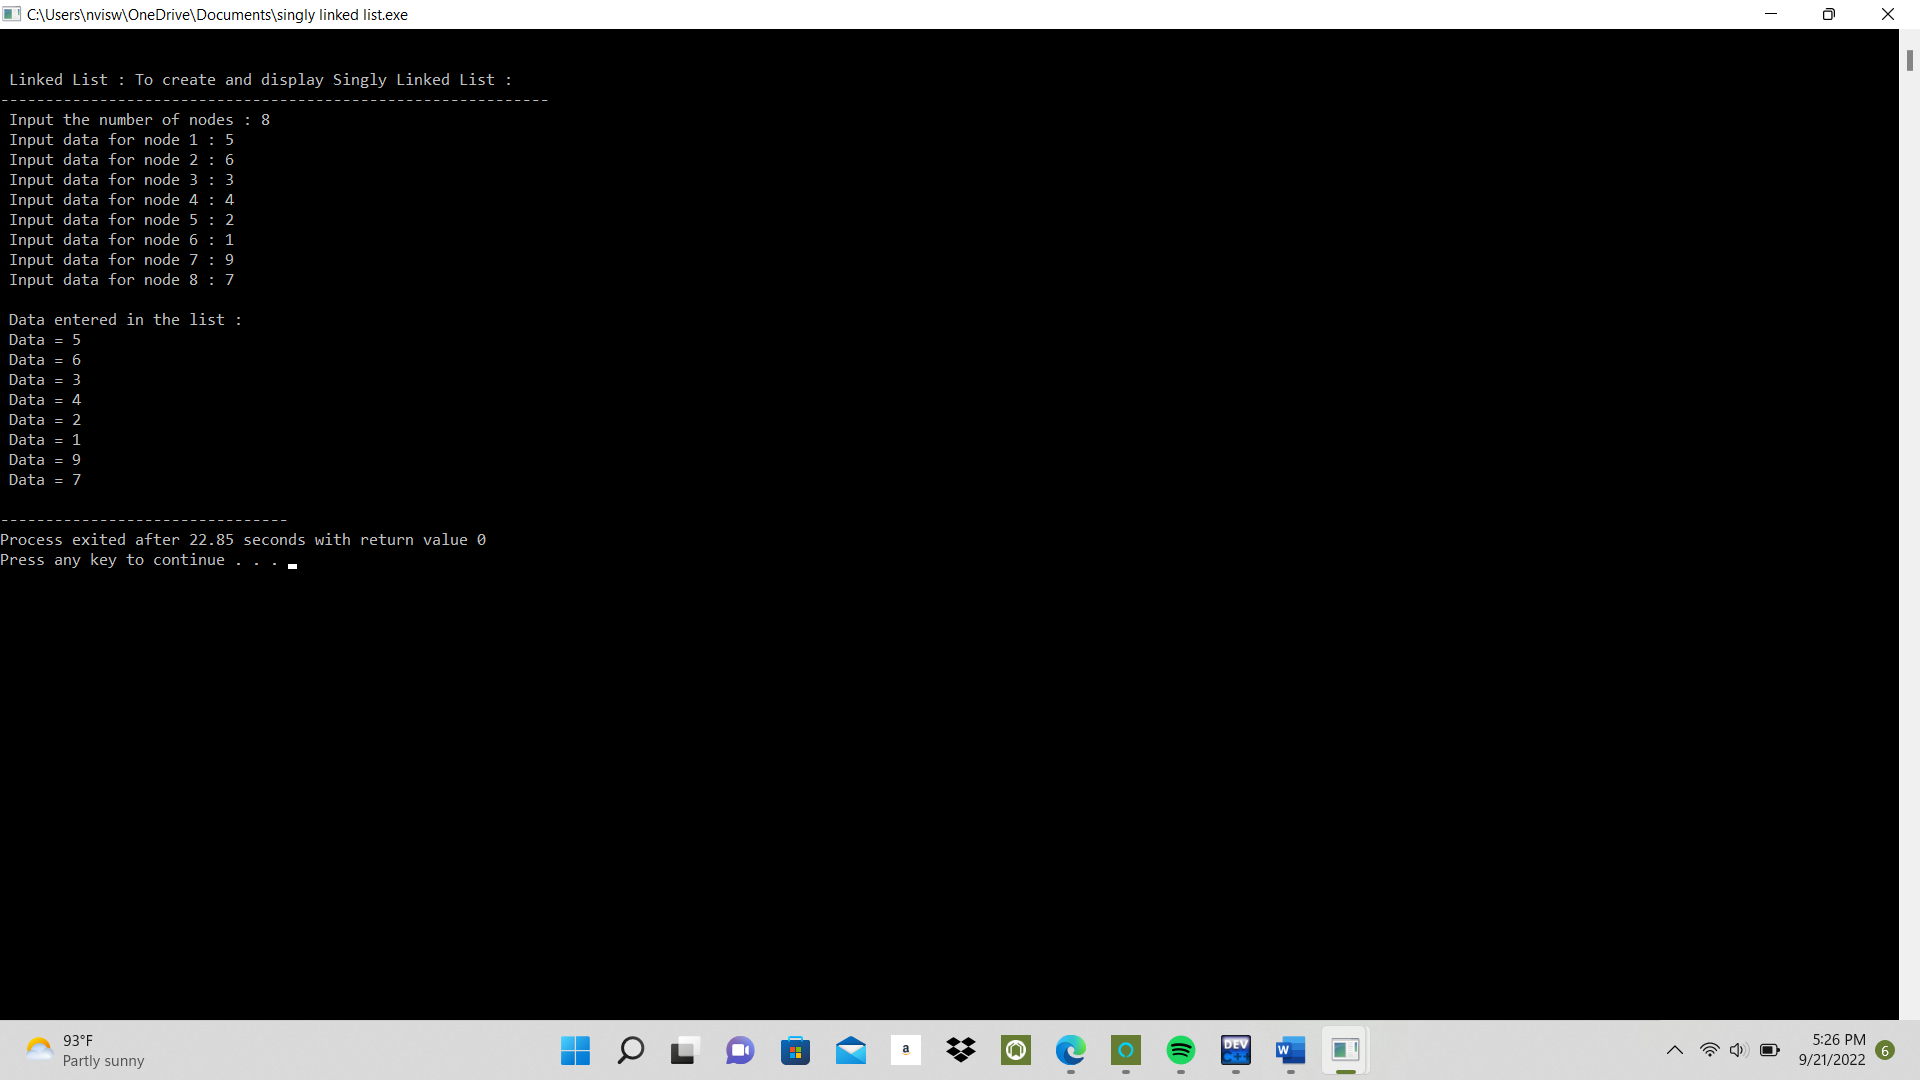 C:\Users\nvisw\OneDrive\Documents\singly linked list.exe
Linked List : To create and display Singly Linked List :
-------------------------------------------------------------
Input the number of nodes : 8
Input data for node 1 : 5
Input data for node 2 : 6
Input data for node 3 : 3
Input data for node 4 : 4
Input data for node 5 : 2
Input data for node 6 : 1
Input data for node 7 : 9
Input data for node 8 : 7
Data entered in the list :
Data = 5
Data = 6
Data = 3
Data = 4
Data = 2
Data = 1
Data = 9
Data = 7
--------------------------------
Process exited after 22.85 seconds with return value 0
Press any key to continue . . .
93°F
Partly sunny
a
DEV
C++
W
5:26 PM
9/21/2022
6